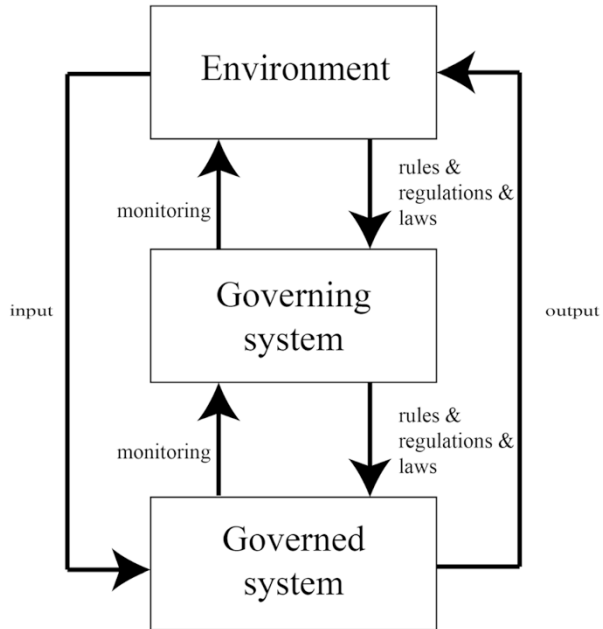 Environment
monitoring
rules &
regulations &
laws
input
Governing
system
output
monitoring
rules &
regulations &
laws
Governed
system